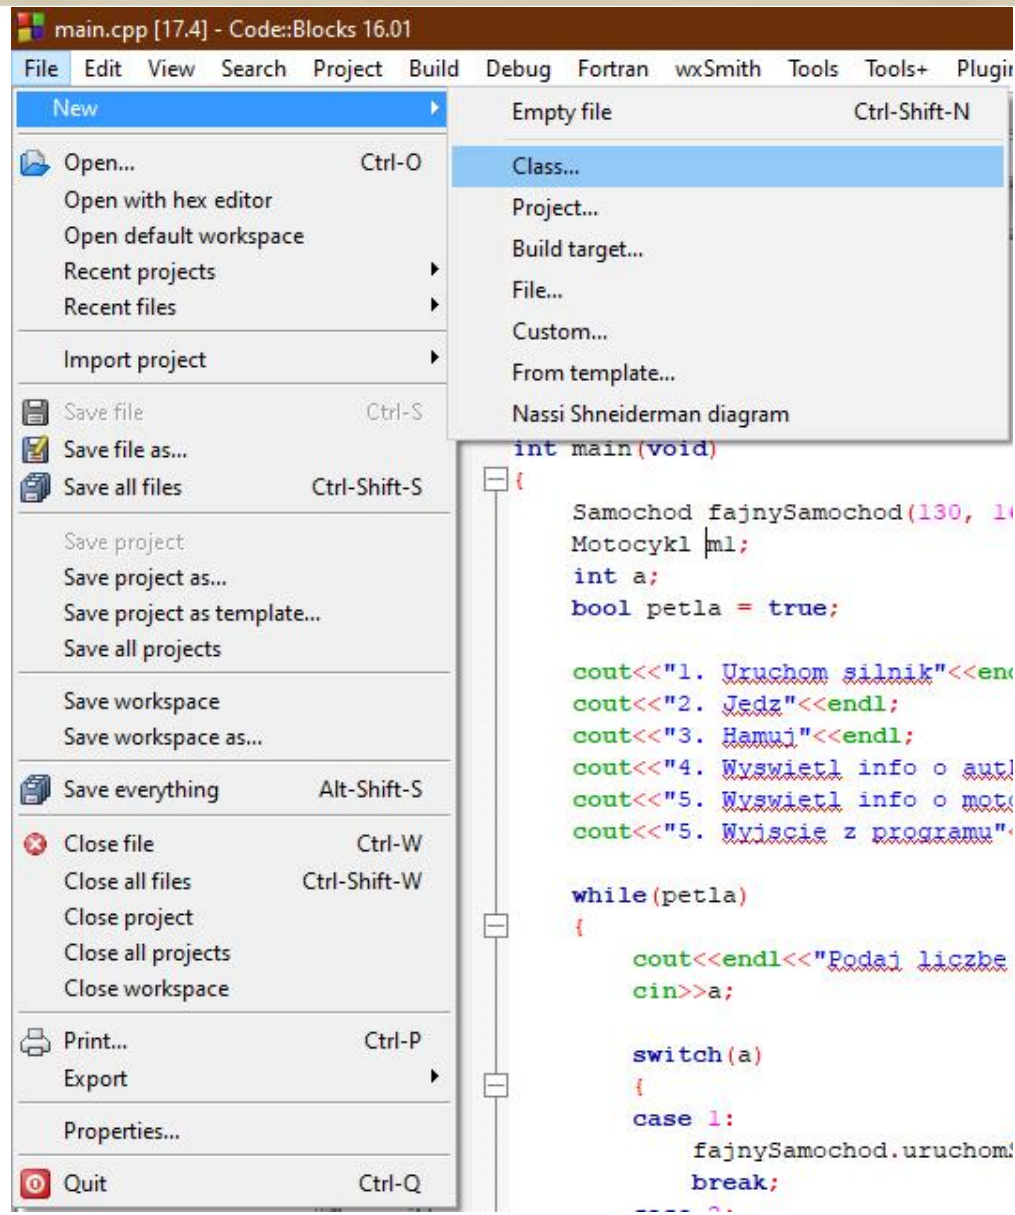 main.cpp [17.4] - Code::Blocks 16.01
File Edit View Search Project Build Debug Fortran wxSmith Tools Tools+
New
Open... Ctrl-O
Open with hex editor
Open default workspace
Recent projects
Recent files
Import project
Save file Ctrl-S
Save file as...
Save all files Ctrl-Shift-S
Save project
Save project as...
Save project as template...
Save all projects
Save workspace
Save workspace as...
Save everything Alt-Shift-S
Close file Ctrl-W
Close all files Ctrl-Shift-W
Close project
Close all projects
Close workspace
Print... Ctrl-P
Export
Properties...
Quit Ctrl-Q
Empty file Ctrl-Shift-N
Class...
Project...
Build target...
File...
Custom...
From template...
Nassi Shneiderman diagram
int main(void)
{
Samochod fajnySamochod(130,
Motocykl m1;
int a;
bool petla = true;
cout<<"1. Uruchom silnik"<<
cout<<"2. Jedz"<<endl;
cout<<"3. Hamuj"<<endl;
cout<<"4. Wyswietl info o
cout<<"5. Wyswietl info o
cout<<"5. Wyjscie z programu"<
while(petla)
{
cout<<endl<<"Podaj liczbe
cin>>a;
switch(a)
{
case 1:
fajnySamochod.
break;